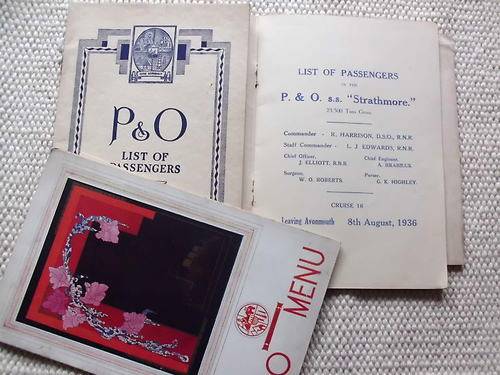 P&O
LIST OF
PASSENGERS
LIST OF PASSENGERS
IN THE
P. & O. s.s. "Strathmore."
23,500 Tons Gross.
Commander - R. HARRISON, D.S.O., R.N.R.
Staff Commander - L. J. EDWARDS, R.D., R.N.R.
Chief Officer,
J. ELLIOTT, R.N.R.
Chief Engineer,
Surgeon,
W. O. ROBERTS.
Purser,
G. K. HIGHLEY.
CRUISE 16
Leaving Avonmouth 8th August, 1936
MENU